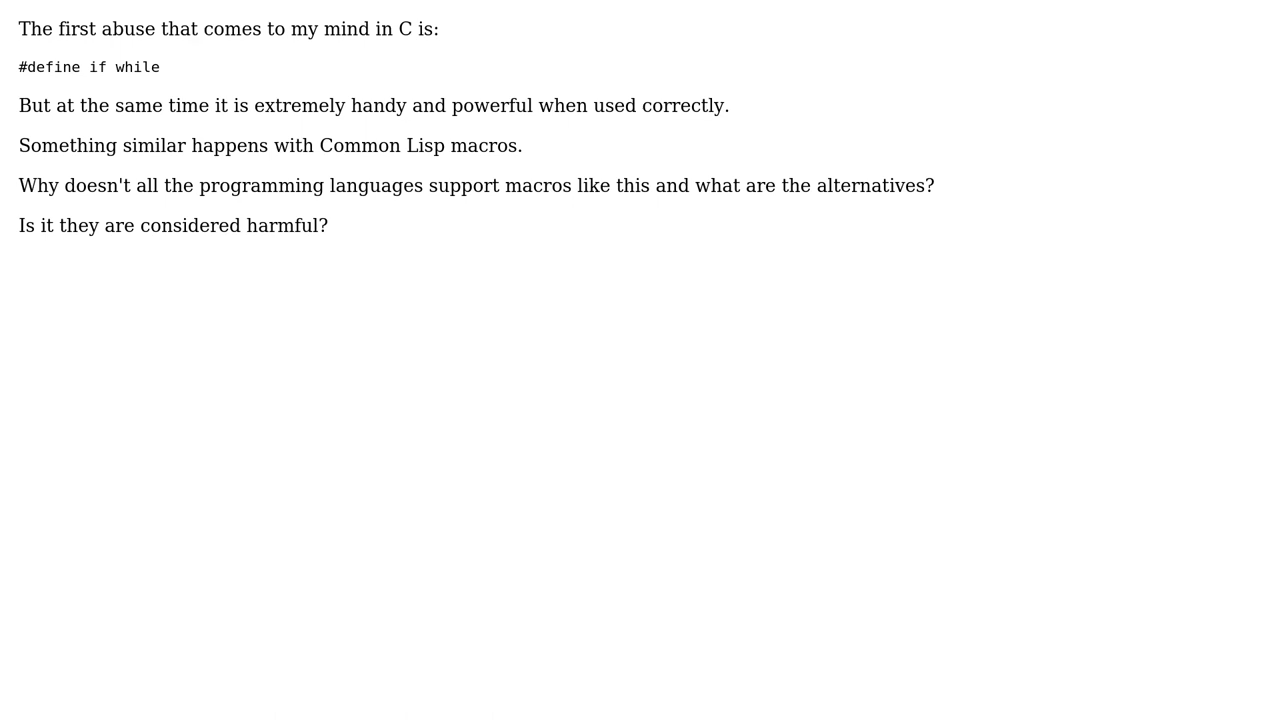 The first abuse that comes to my mind in C is:
#define if while
But at the same time it is extremely handy and powerful when used correctly.
Something similar happens with Common Lisp macros.
Why doesn't all the programming languages support macros like this and what are the alternatives?
Is it they are considered harmful?